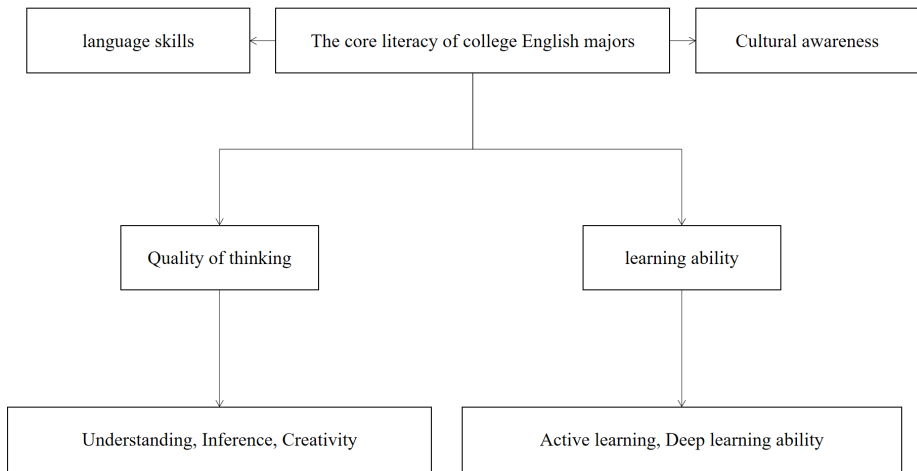 language skills
The core literacy of college English majors
Cultural awareness
Quality of thinking
learning ability
Understanding, Inference, Creativity
Active learning, Deep learning ability